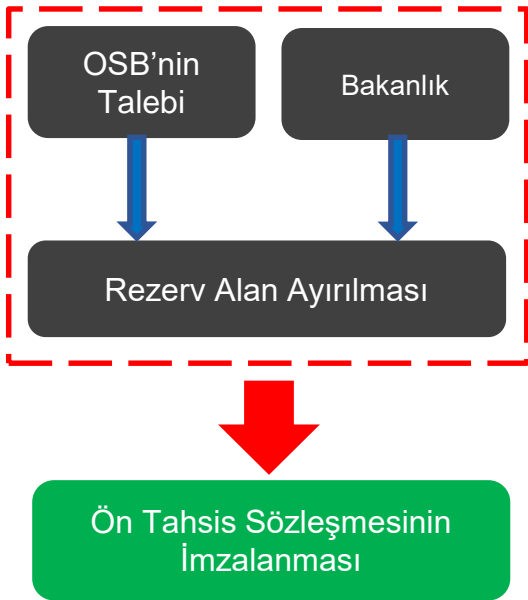 OSB’nin
Talebi
Bakanlık
Rezerv Alan Ayırılması
Ön Tahsis Sözleşmesinin
İmzalanması